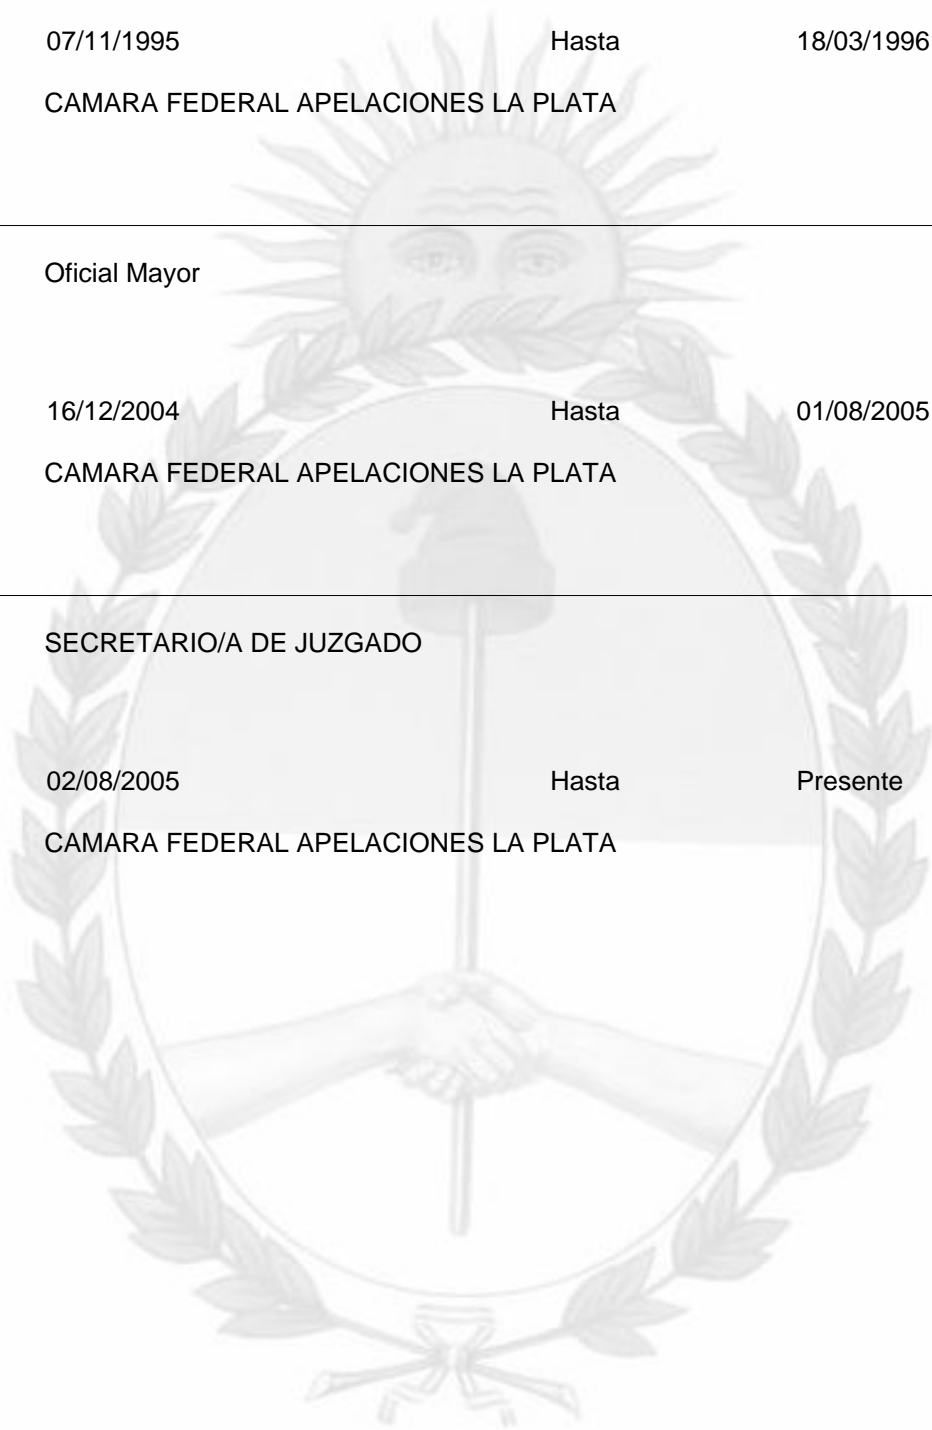 07/11/1995 Hasta 18/03/1996
CAMARA FEDERAL APELACIONES LA PLATA
Oficial Mayor
16/12/2004 Hasta 01/08/2005
CAMARA FEDERAL APELACIONES LA PLATA
SECRETARIO/A DE JUZGADO
02/08/2005 Hasta Presente
CAMARA FEDERAL APELACIONES LA PLATA